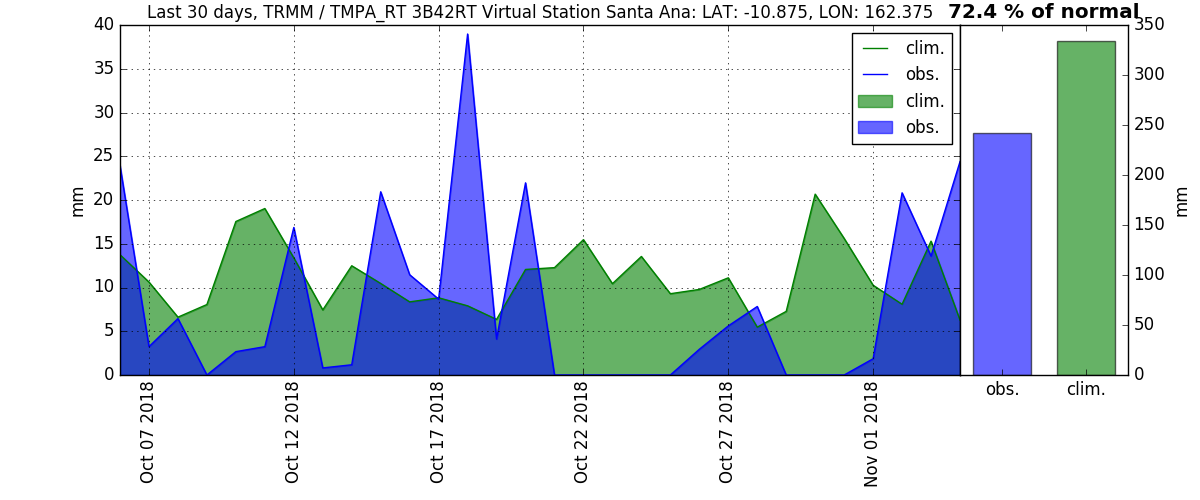 Last 30 days, TRMM / TMPA_RT 3B42RT Virtual Station Santa Ana: LAT: -10.875, LON: 162.375
72.4 % of normal
40
35
30
25
20
15
10
5
0
mm
clim.
obs.
clim.
obs.
Oct 07 2018
Oct 12 2018
Oct 17 2018
Oct 22 2018
Oct 27 2018
Nov 01 2018
350
300
250
200
150
100
50
0
mm
obs.
clim.